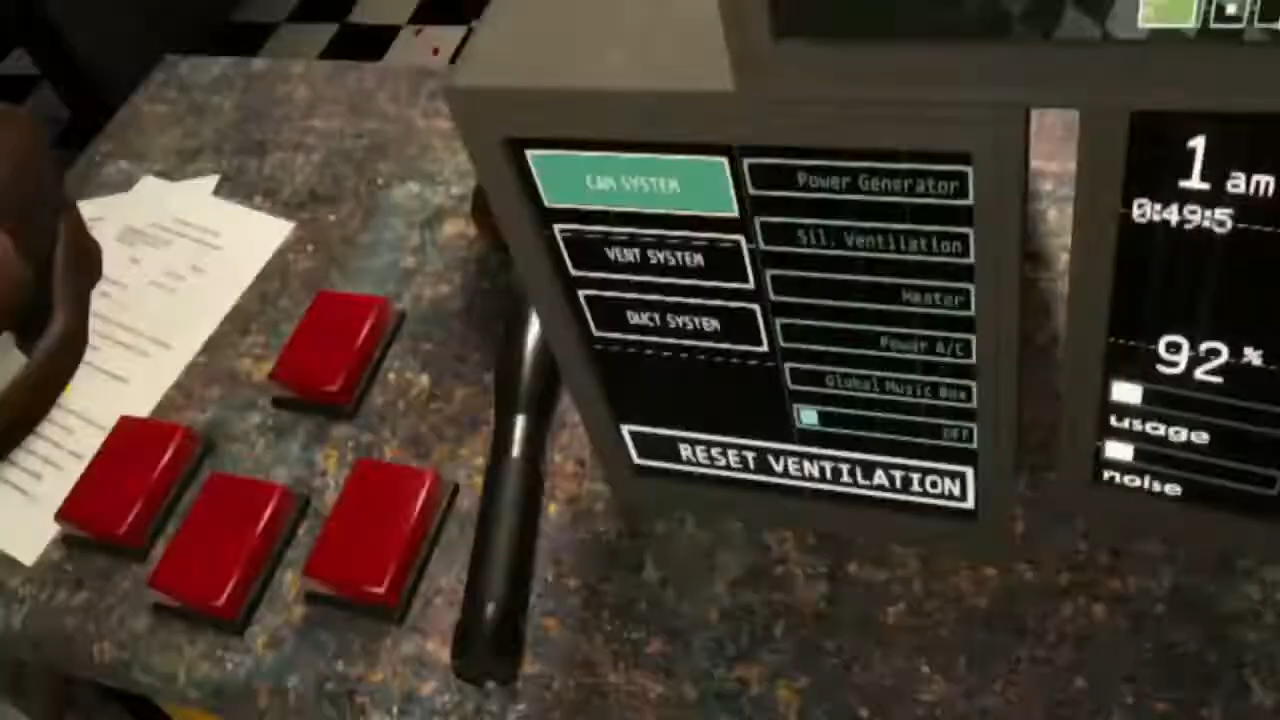 CAM SYSTEM
VENT SYSTEM
DUCT SYSTEM
Power Generator
Sil. Ventilation
Heater
Power A/C
Global Music Box
OFF
RESET VENTILATION
1 am
0:49:5
92 %
usage
noise